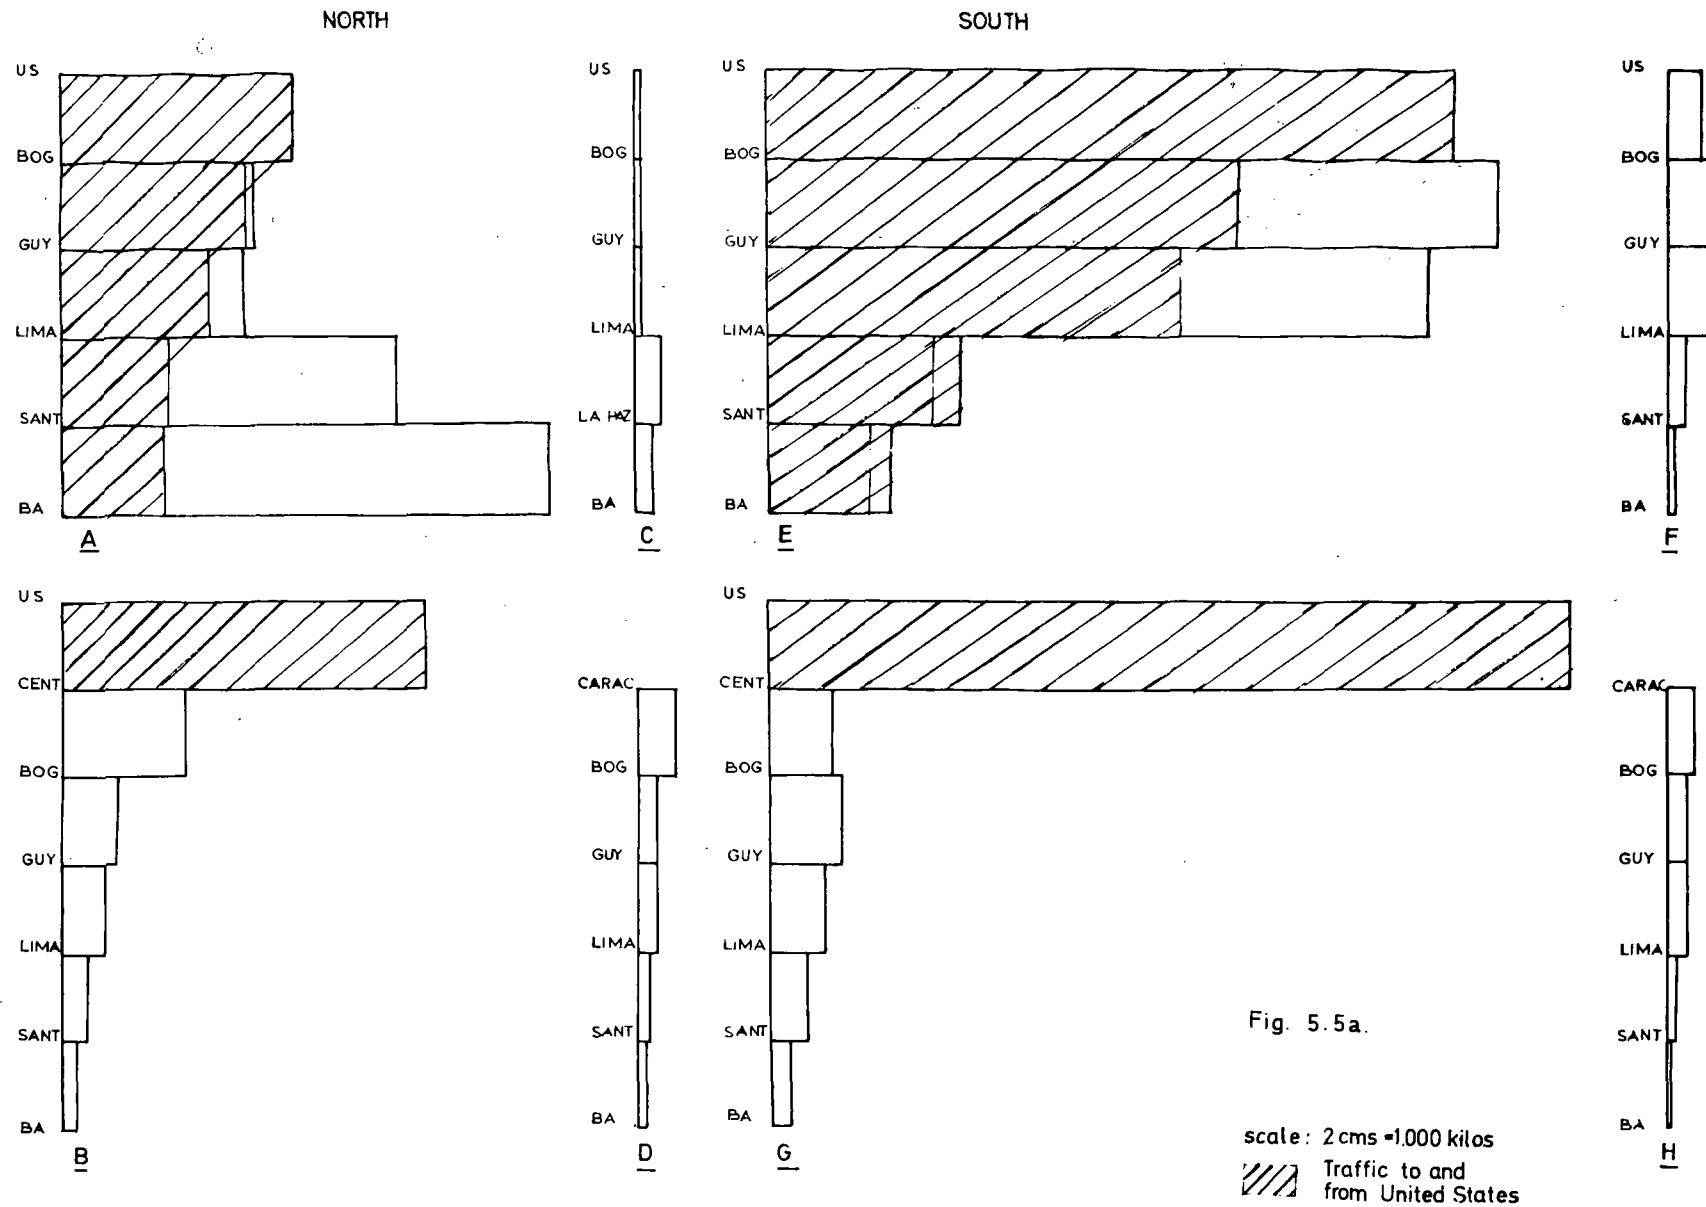 NORTH
SOUTH
US
BOG
GUY
LIMA
SANT
BA
A
US
BOG
GUY
LIMA
LA PAZ
BA
C
US
BOG
GUY
LIMA
SANT
BA
E
US
BOG
GUY
LIMA
SANT
BA
F
US
CENT
BOG
GUY
LIMA
SANT
BA
B
CARAC
BOG
GUY
LIMA
SANT
BA
D
US
CENT
BOG
GUY
LIMA
SANT
BA
G
CARAC
BOG
GUY
LIMA
SANT
BA
H
Fig. 5.5a.
scale: 2 cms = 1.000 kilos
Traffic to and
from United States